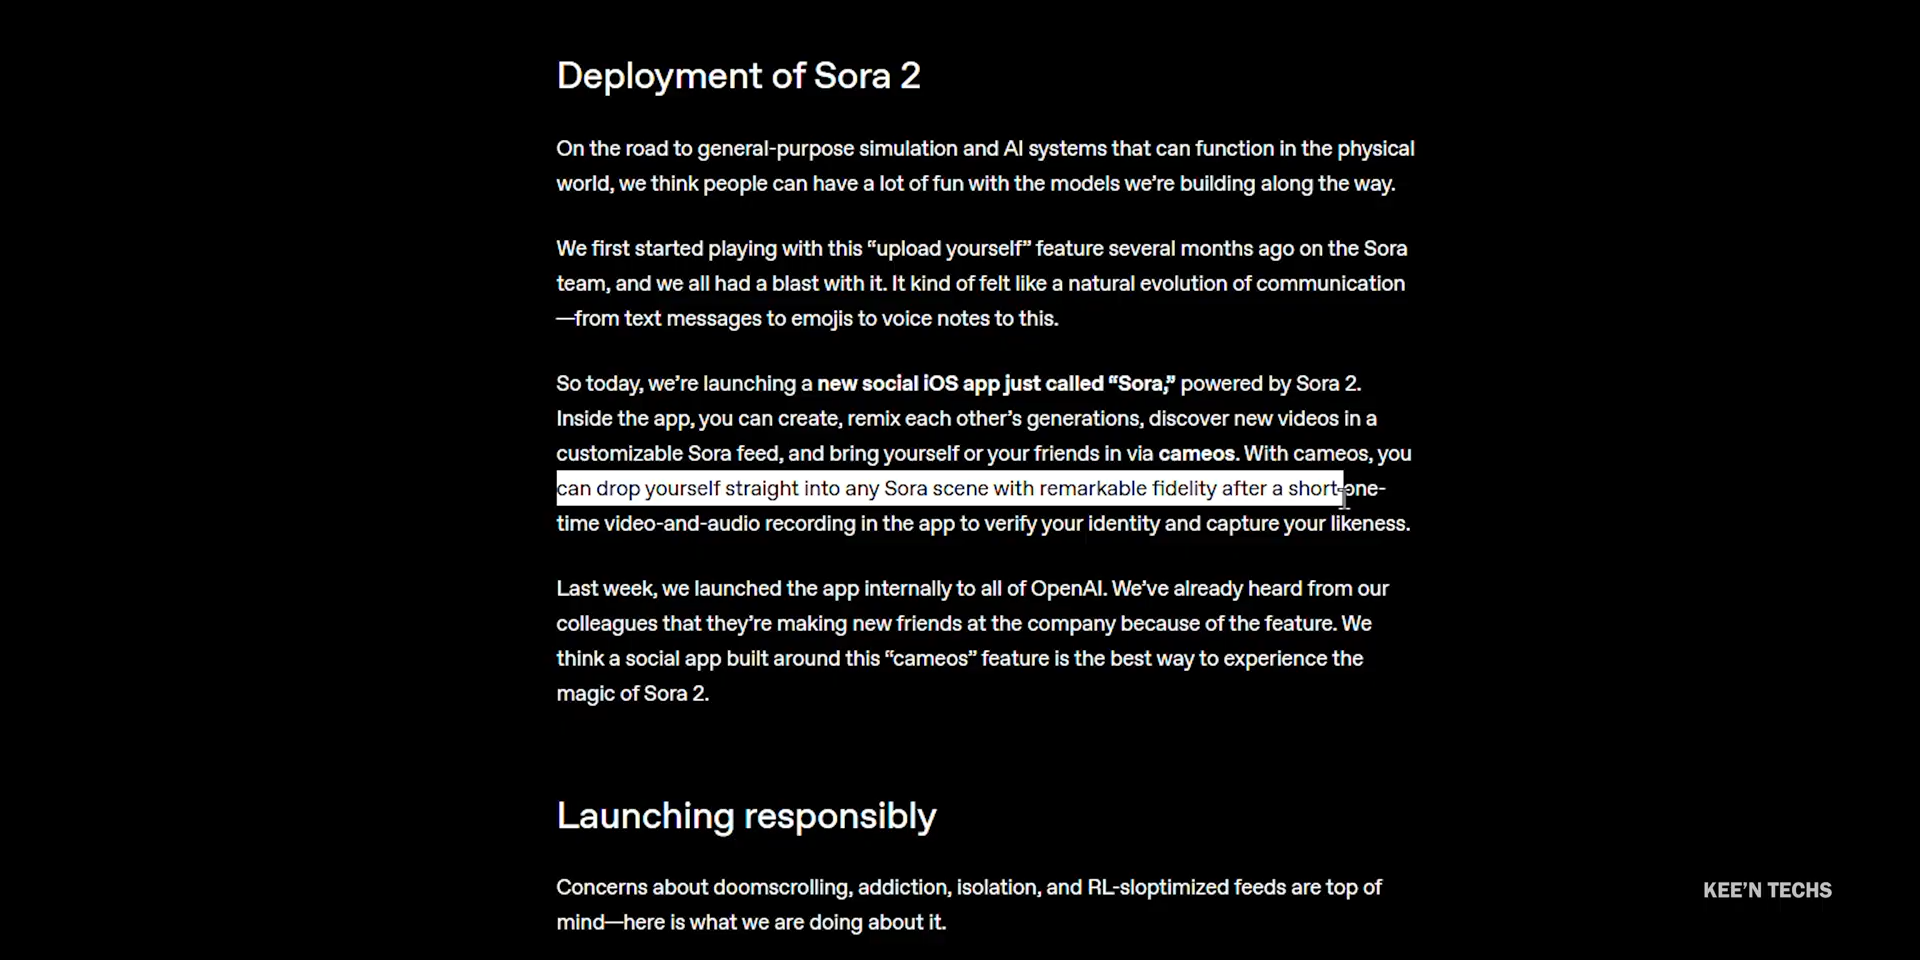 Deployment of Sora 2
On the road to general-purpose simulation and AI systems that can function in the physical
world, we think people can have a lot of fun with the models we’re building along the way.
We first started playing with this “upload yourself” feature several months ago on the Sora
team, and we all had a blast with it. It kind of felt like a natural evolution of communication
—from text messages to emojis to voice notes to this.
So today, we’re launching a new social iOS app just called “Sora,” powered by Sora 2.
Inside the app, you can create, remix each other’s generations, discover new videos in a
customizable Sora feed, and bring yourself or your friends in via cameos. With cameos, you
can drop yourself straight into any Sora scene with remarkable fidelity after a short one-
time video-and-audio recording in the app to verify your identity and capture your likeness.
Last week, we launched the app internally to all of OpenAI. We’ve already heard from our
colleagues that they’re making new friends at the company because of the feature. We
think a social app built around this “cameos” feature is the best way to experience the
magic of Sora 2.
Launching responsibly
Concerns about doomscrolling, addiction, isolation, and RL-sloptimized feeds are top of
mind—here is what we are doing about it.
KEE’N TECHS